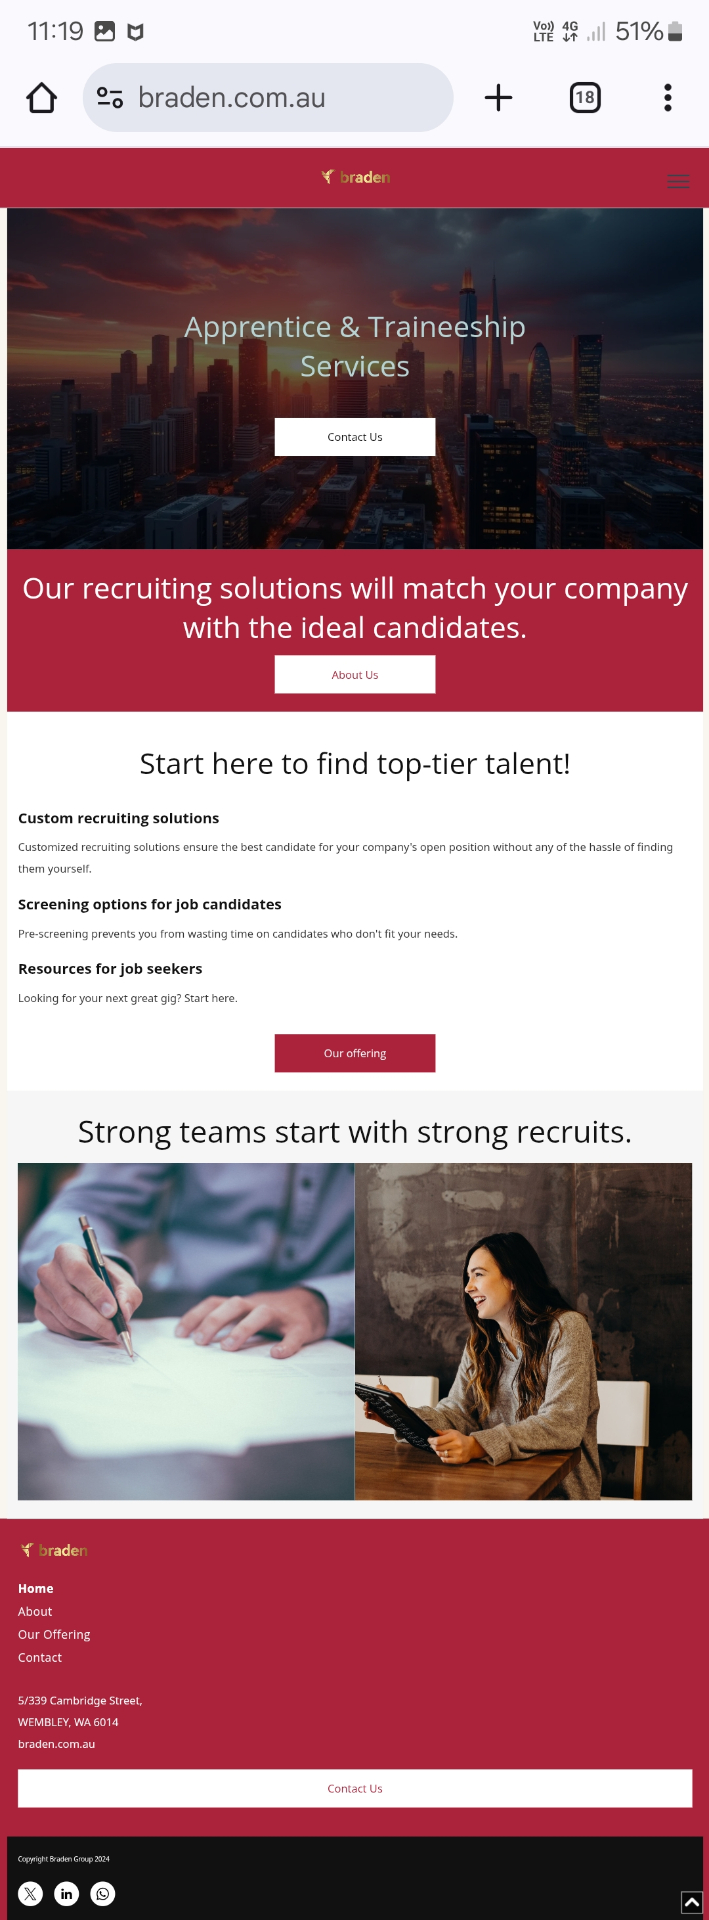 11:19
Vo)) LTE 4G 51%
braden.com.au
18
braden
Apprentice & Traineeship
Services
Contact Us
Our recruiting solutions will match your company
with the ideal candidates.
About Us
Start here to find top-tier talent!
Custom recruiting solutions
Customized recruiting solutions ensure the best candidate for your company's open position without any of the hassle of finding
them yourself.
Screening options for job candidates
Pre-screening prevents you from wasting time on candidates who don't fit your needs.
Resources for job seekers
Looking for your next great gig? Start here.
Our offering
Strong teams start with strong recruits.
braden
Home
About
Our Offering
Contact
5/339 Cambridge Street,
WEMBLEY, WA 6014
braden.com.au
Contact Us
Copyright Braden Group 2024
X in